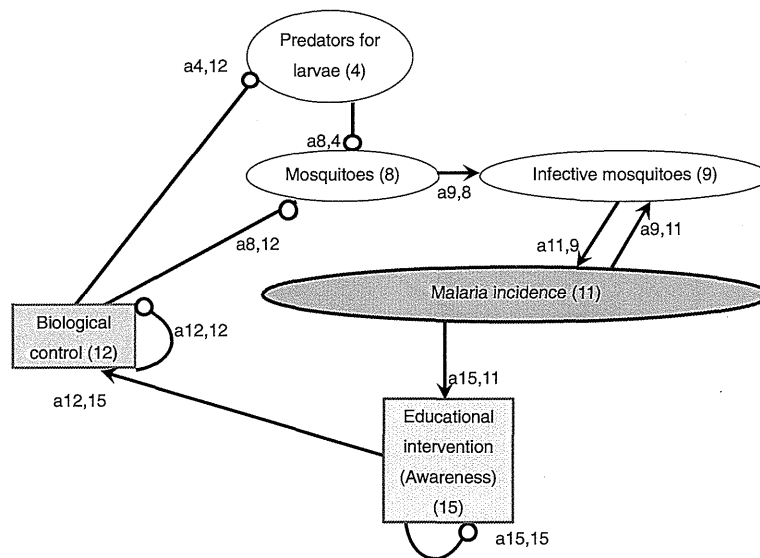 Predators for
larvae (4)
a4,12
a8,4
Mosquitoes (8)
Infective mosquitoes (9)
a9,8
a8,12
a11,9
a9,11
Malaria incidence (11)
Biological
control (12)
a12,12
a12,15
a15,11
Educational
intervention
(Awareness)
(15)
a15,15